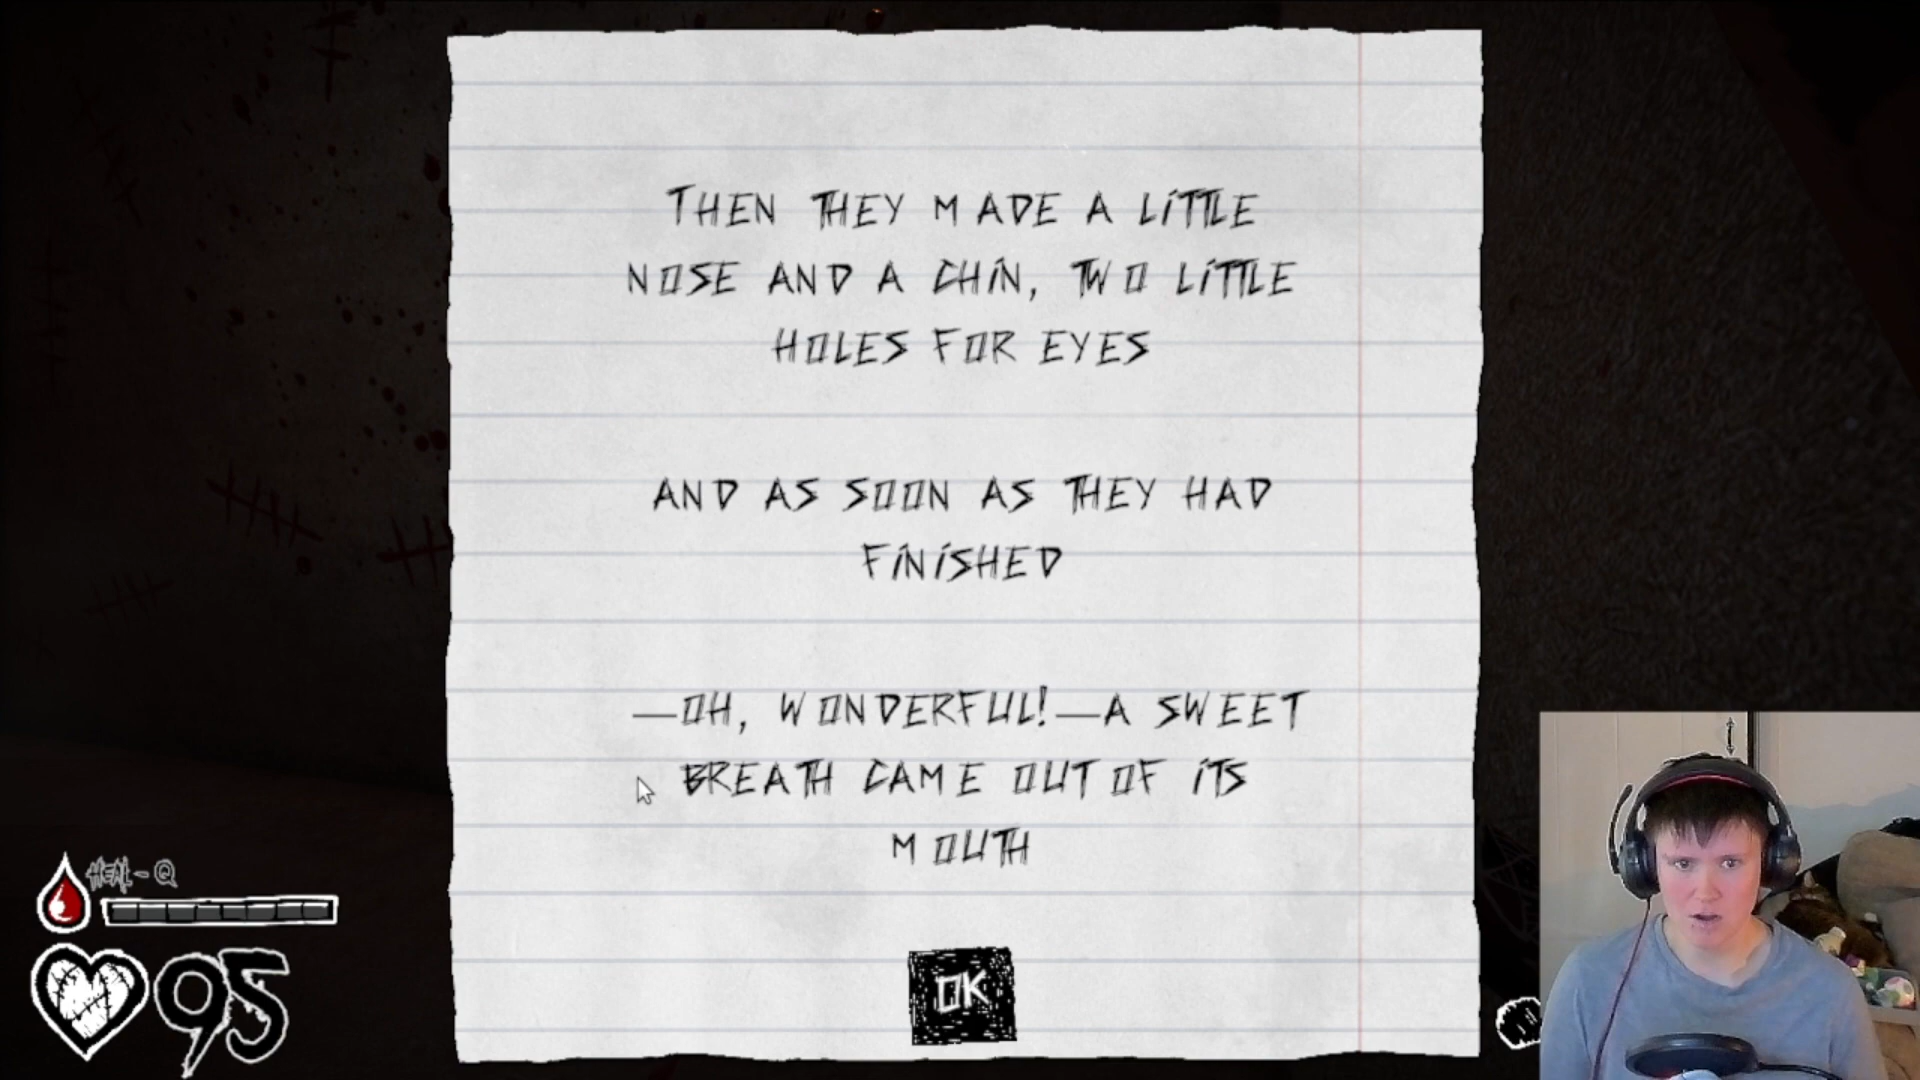 THEN THEY MADE A LITTLE
NOSE AND A CHIN, TWO LITTLE
HOLES FOR EYES
AND AS SOON AS THEY HAD
FINISHED
—OH, WONDERFUL!—A SWEET
BREATH CAME OUT OF ITS
MOUTH
OK
HEAL - Q
95